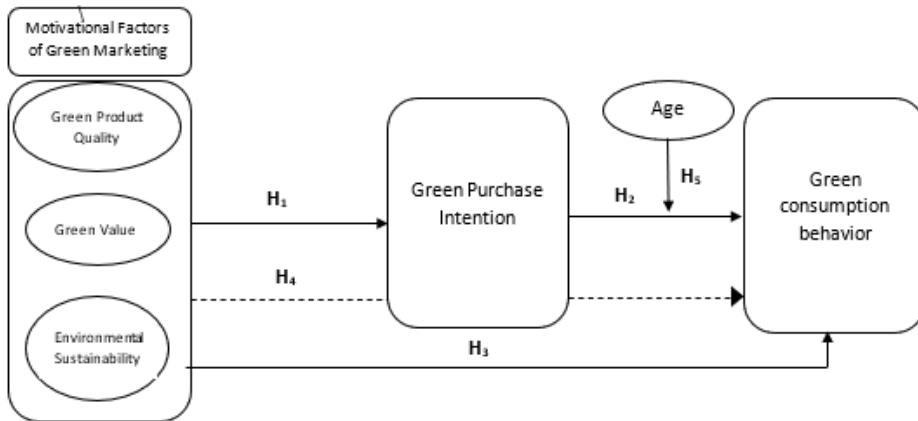 Motivational Factors
of Green Marketing
Green Product
Quality
Green Value
Environmental
Sustainability
H₁
H₄
H₃
Green Purchase
Intention
Age
H₅
H₂
Green
consumption
behavior